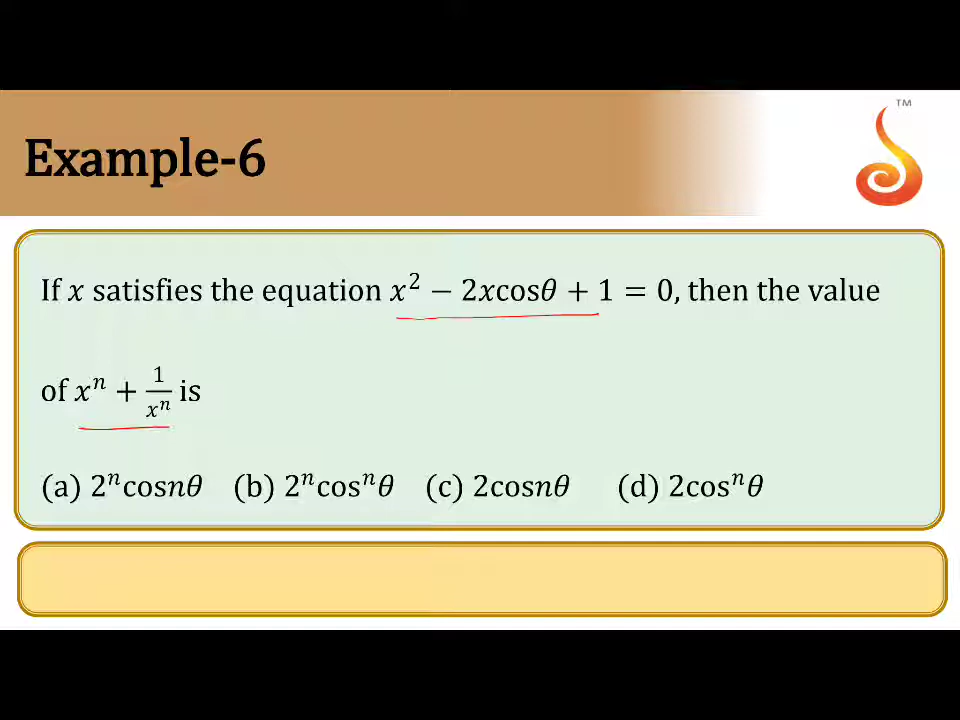 TM
Example-6
If x satisfies the equation x² − 2xcosθ + 1 = 0, then the value
of xⁿ + 1/xⁿ is
(a) 2ⁿcosnθ (b) 2ⁿcosⁿθ (c) 2cosnθ (d) 2cosⁿθ